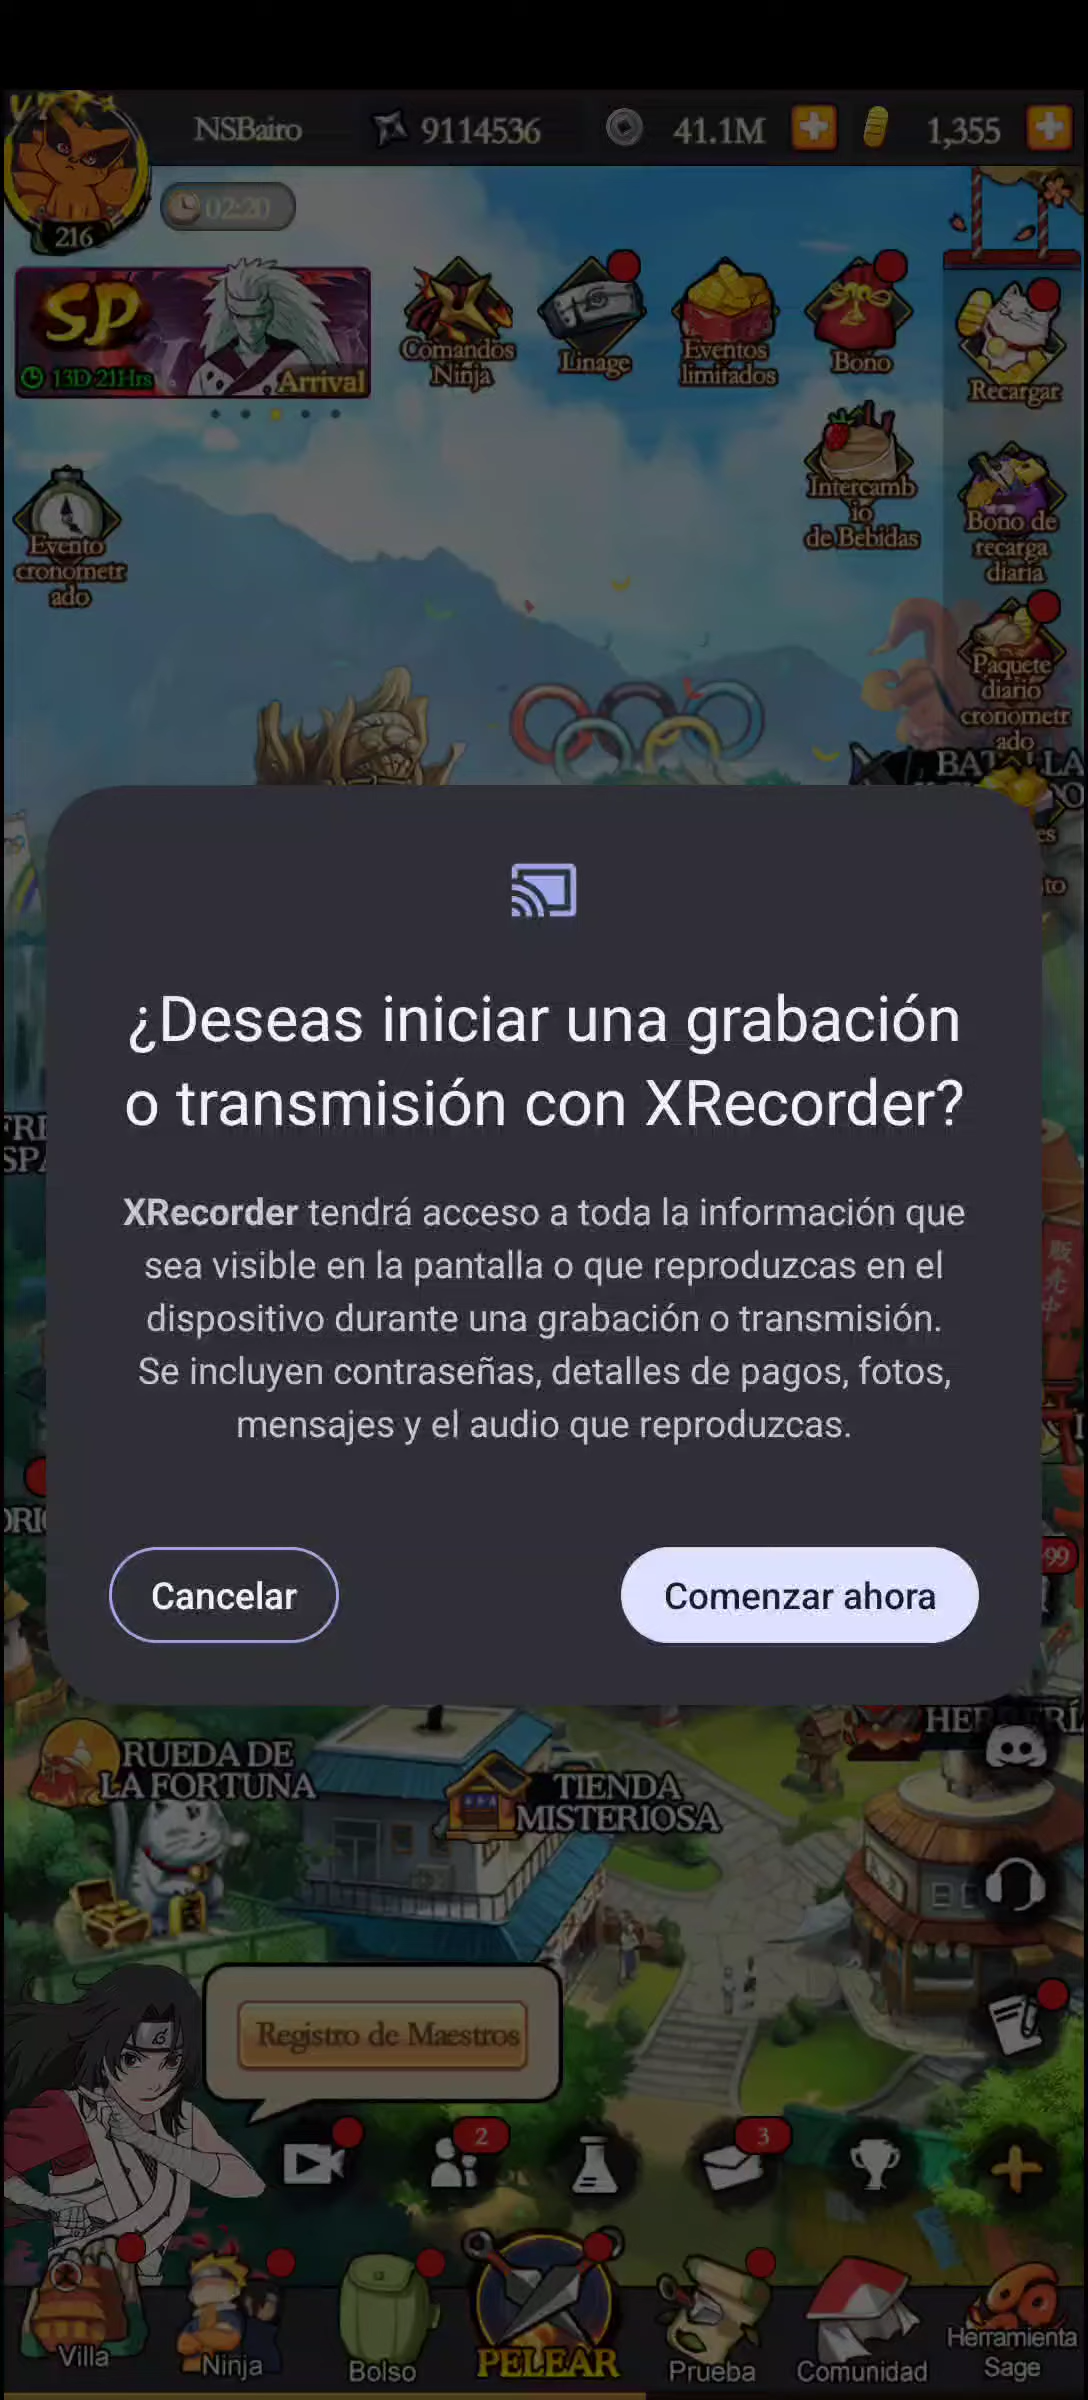 V7
NSBairo
9114536
41.1M
1,355
216
02:20
SP
13D 21Hrs
Arrival
Comandos
Ninja
Linage
Eventos
limitados
Bono
Recargar
Intercamb
io
de Bebidas
Bono de
recarga
diaria
Evento
cronometr
ado
Paquete
diario
cronometr
ado
es
to
¿Deseas iniciar una grabación
o transmisión con XRecorder?
XRecorder tendrá acceso a toda la información que
sea visible en la pantalla o que reproduzcas en el
dispositivo durante una grabación o transmisión.
Se incluyen contraseñas, detalles de pagos, fotos,
mensajes y el audio que reproduzcas.
Cancelar
Comenzar ahora
99
RUEDA DE
LA FORTUNA
TIENDA
MISTERIOSA
Registro de Maestros
2
3
Villa
Ninja
Bolso
PELEAR
Prueba
Comunidad
Herramienta
Sage